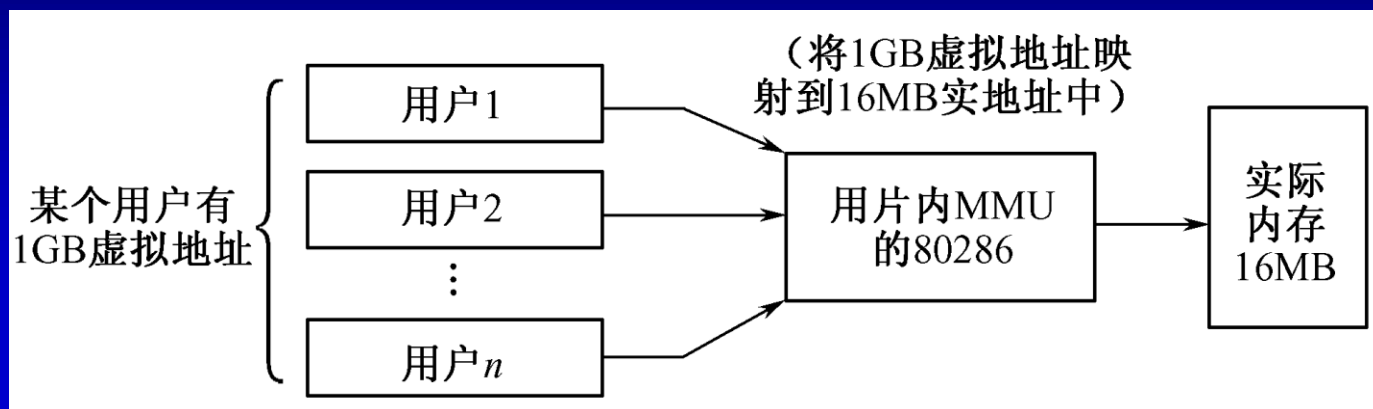 某个用户有
1GB虚拟地址
用户1
用户2
⋮
用户n
（将1GB虚拟地址映
射到16MB实地址中）
用片内MMU
的80286
实际
内存
16MB